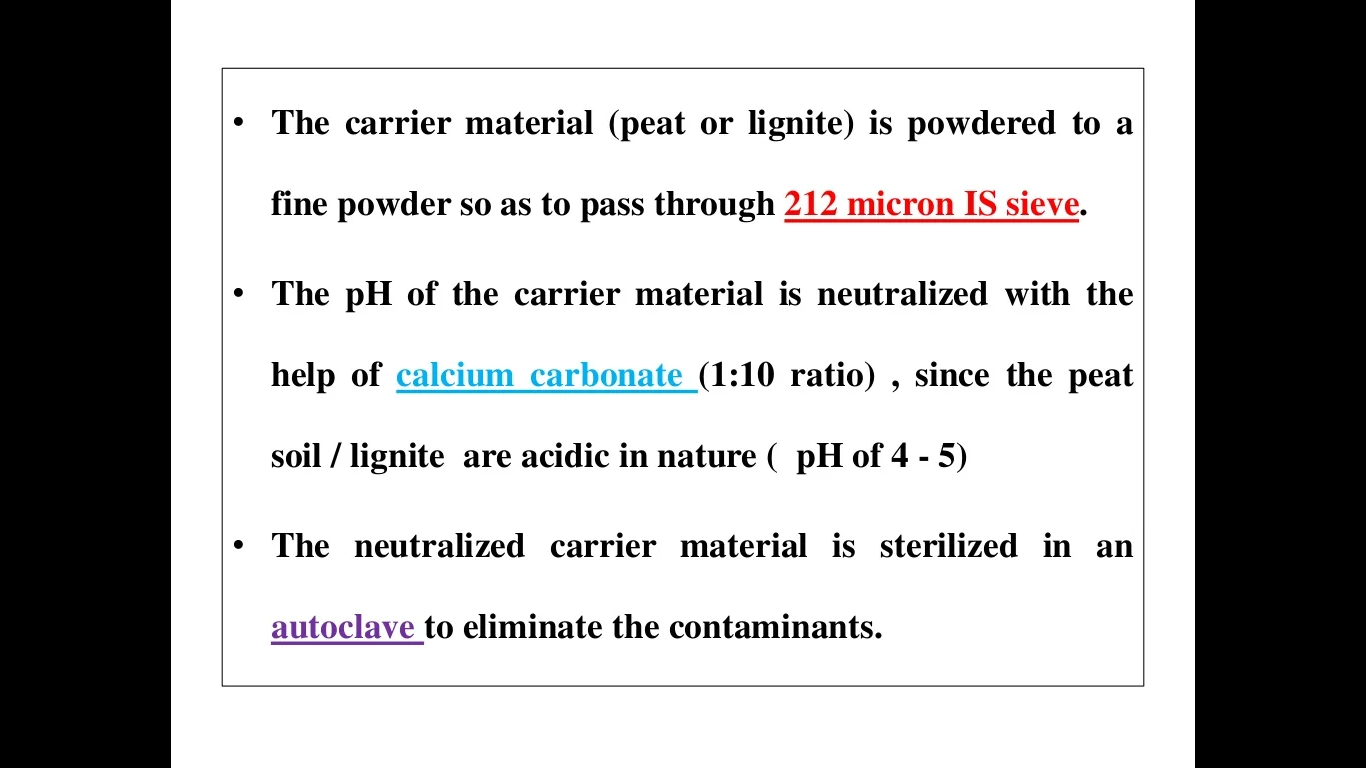 • The carrier material (peat or lignite) is powdered to a
fine powder so as to pass through 212 micron IS sieve.
• The pH of the carrier material is neutralized with the
help of calcium carbonate (1:10 ratio) , since the peat
soil / lignite are acidic in nature ( pH of 4 - 5)
• The neutralized carrier material is sterilized in an
autoclave to eliminate the contaminants.